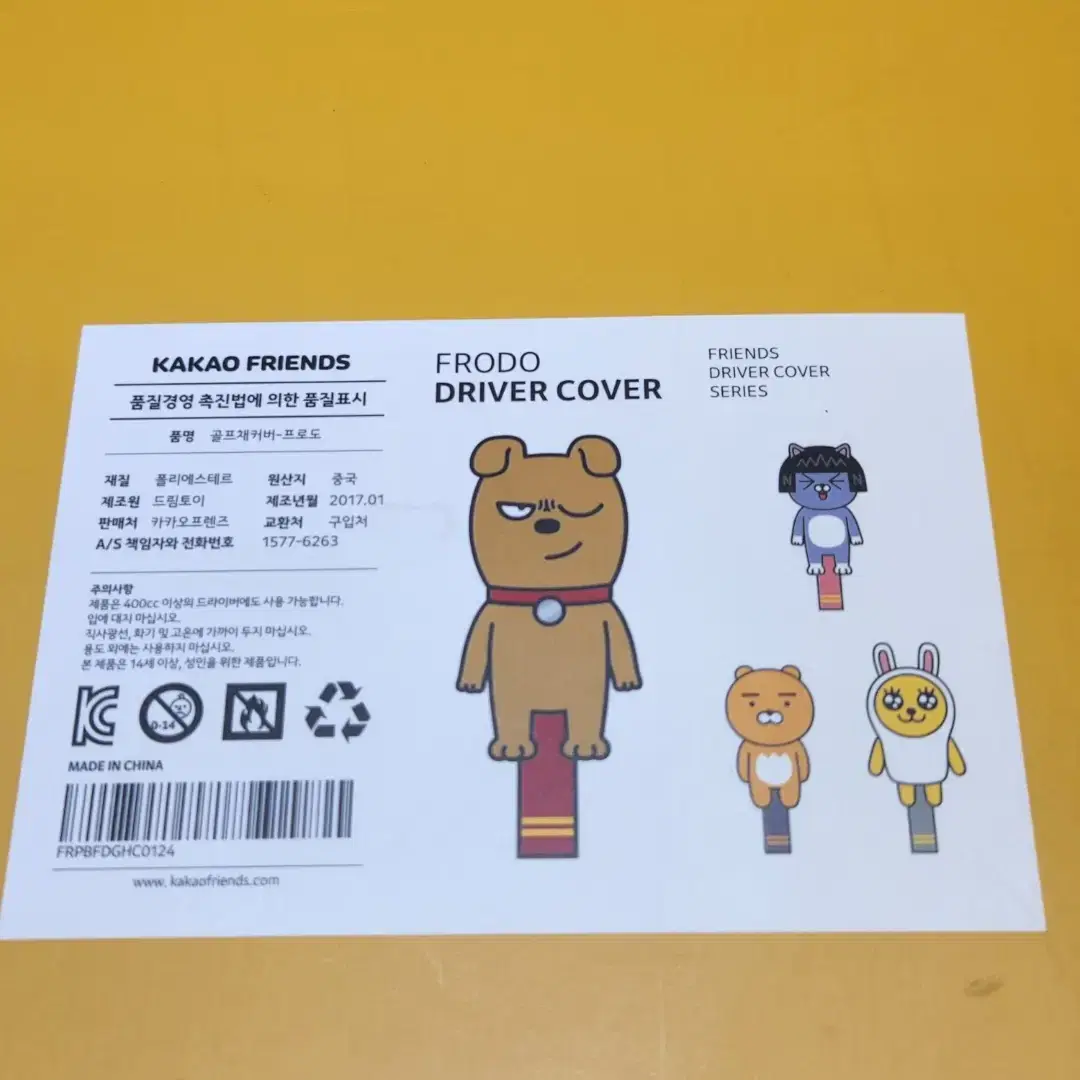 KAKAO FRIENDS
품질경영 촉진법에 의한 품질표시
품명 골프채커버-프로도
재질 폴리에스테르 원산지 중국
제조원 드림토이 제조년월 2017.01
판매처 카카오프렌즈 교환처 구입처
A/S 책임자와 전화번호 1577-6263
주의사항
제품은 400cc 이상의 드라이버에도 사용 가능합니다.
입에 대지 마십시오.
직사광선, 화기 및 고온에 가까이 두지 마십시오.
용도 외에는 사용하지 마십시오.
본 제품은 14세 이상, 성인을 위한 제품입니다.
0-14
MADE IN CHINA
FRPBFDGHC0124
www.kakaofriends.com
FRODO
DRIVER COVER
FRIENDS
DRIVER COVER
SERIES
N N